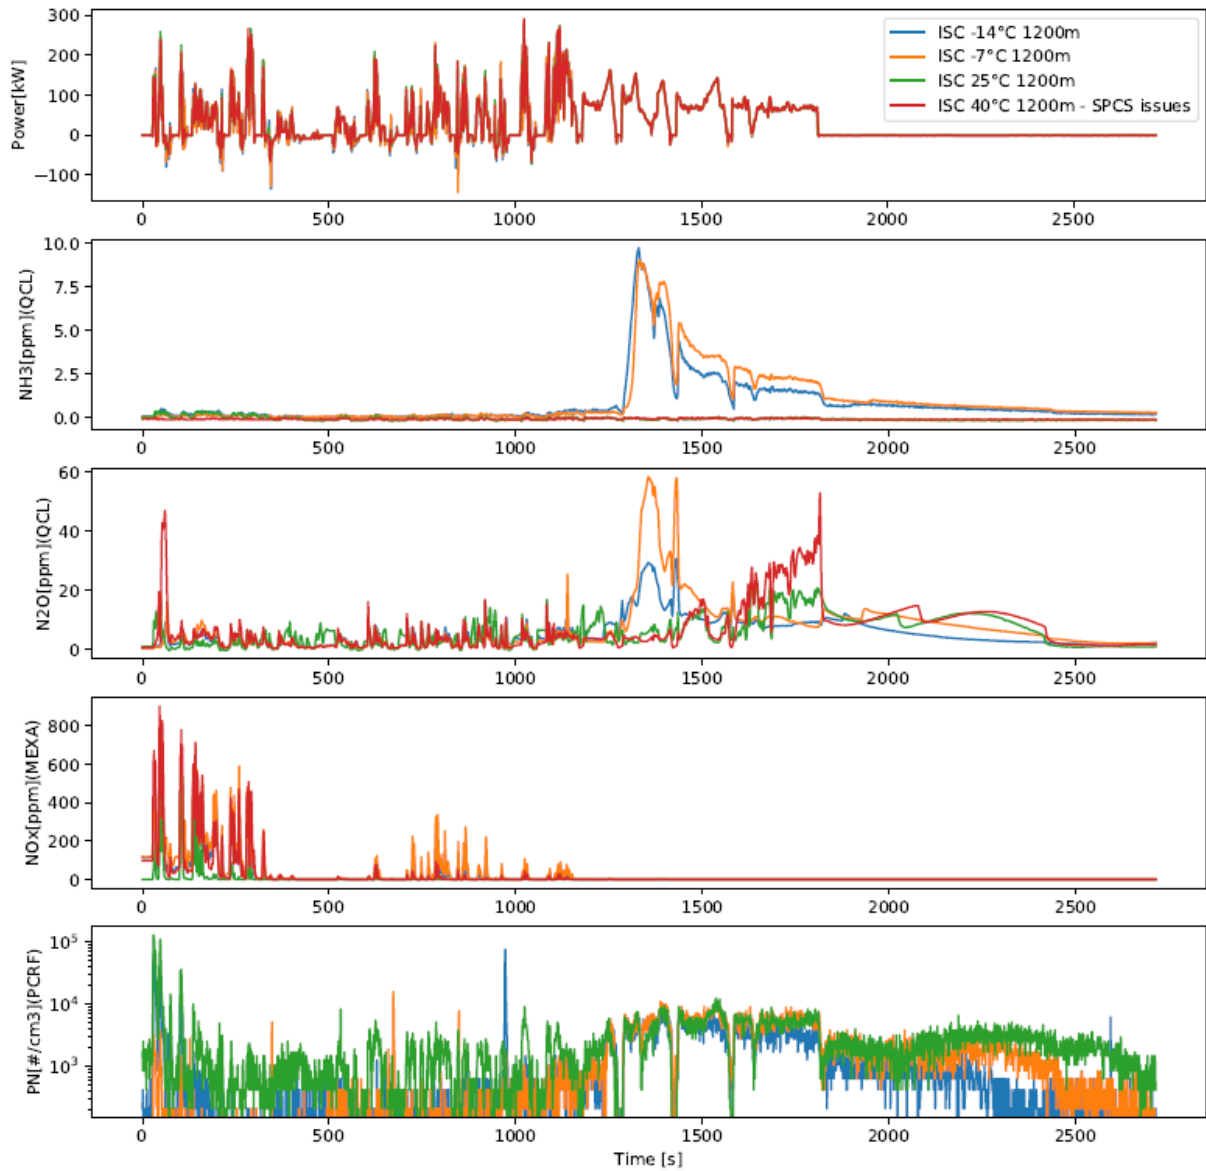 Power[kW]
300
200
100
0
−100
ISC -14°C 1200m
ISC -7°C 1200m
ISC 25°C 1200m
ISC 40°C 1200m - SPCS issues
0 500 1000 1500 2000 2500
NH3[ppm](QCL)
10.0
7.5
5.0
2.5
0.0
0 500 1000 1500 2000 2500
N2O[ppm](QCL)
60
40
20
0
0 500 1000 1500 2000 2500
NOx[ppm](MEXA)
800
600
400
200
0
0 500 1000 1500 2000 2500
PN[#/cm3](PCRF)
10⁵
10⁴
10³
0 500 1000 1500 2000 2500
Time [s]